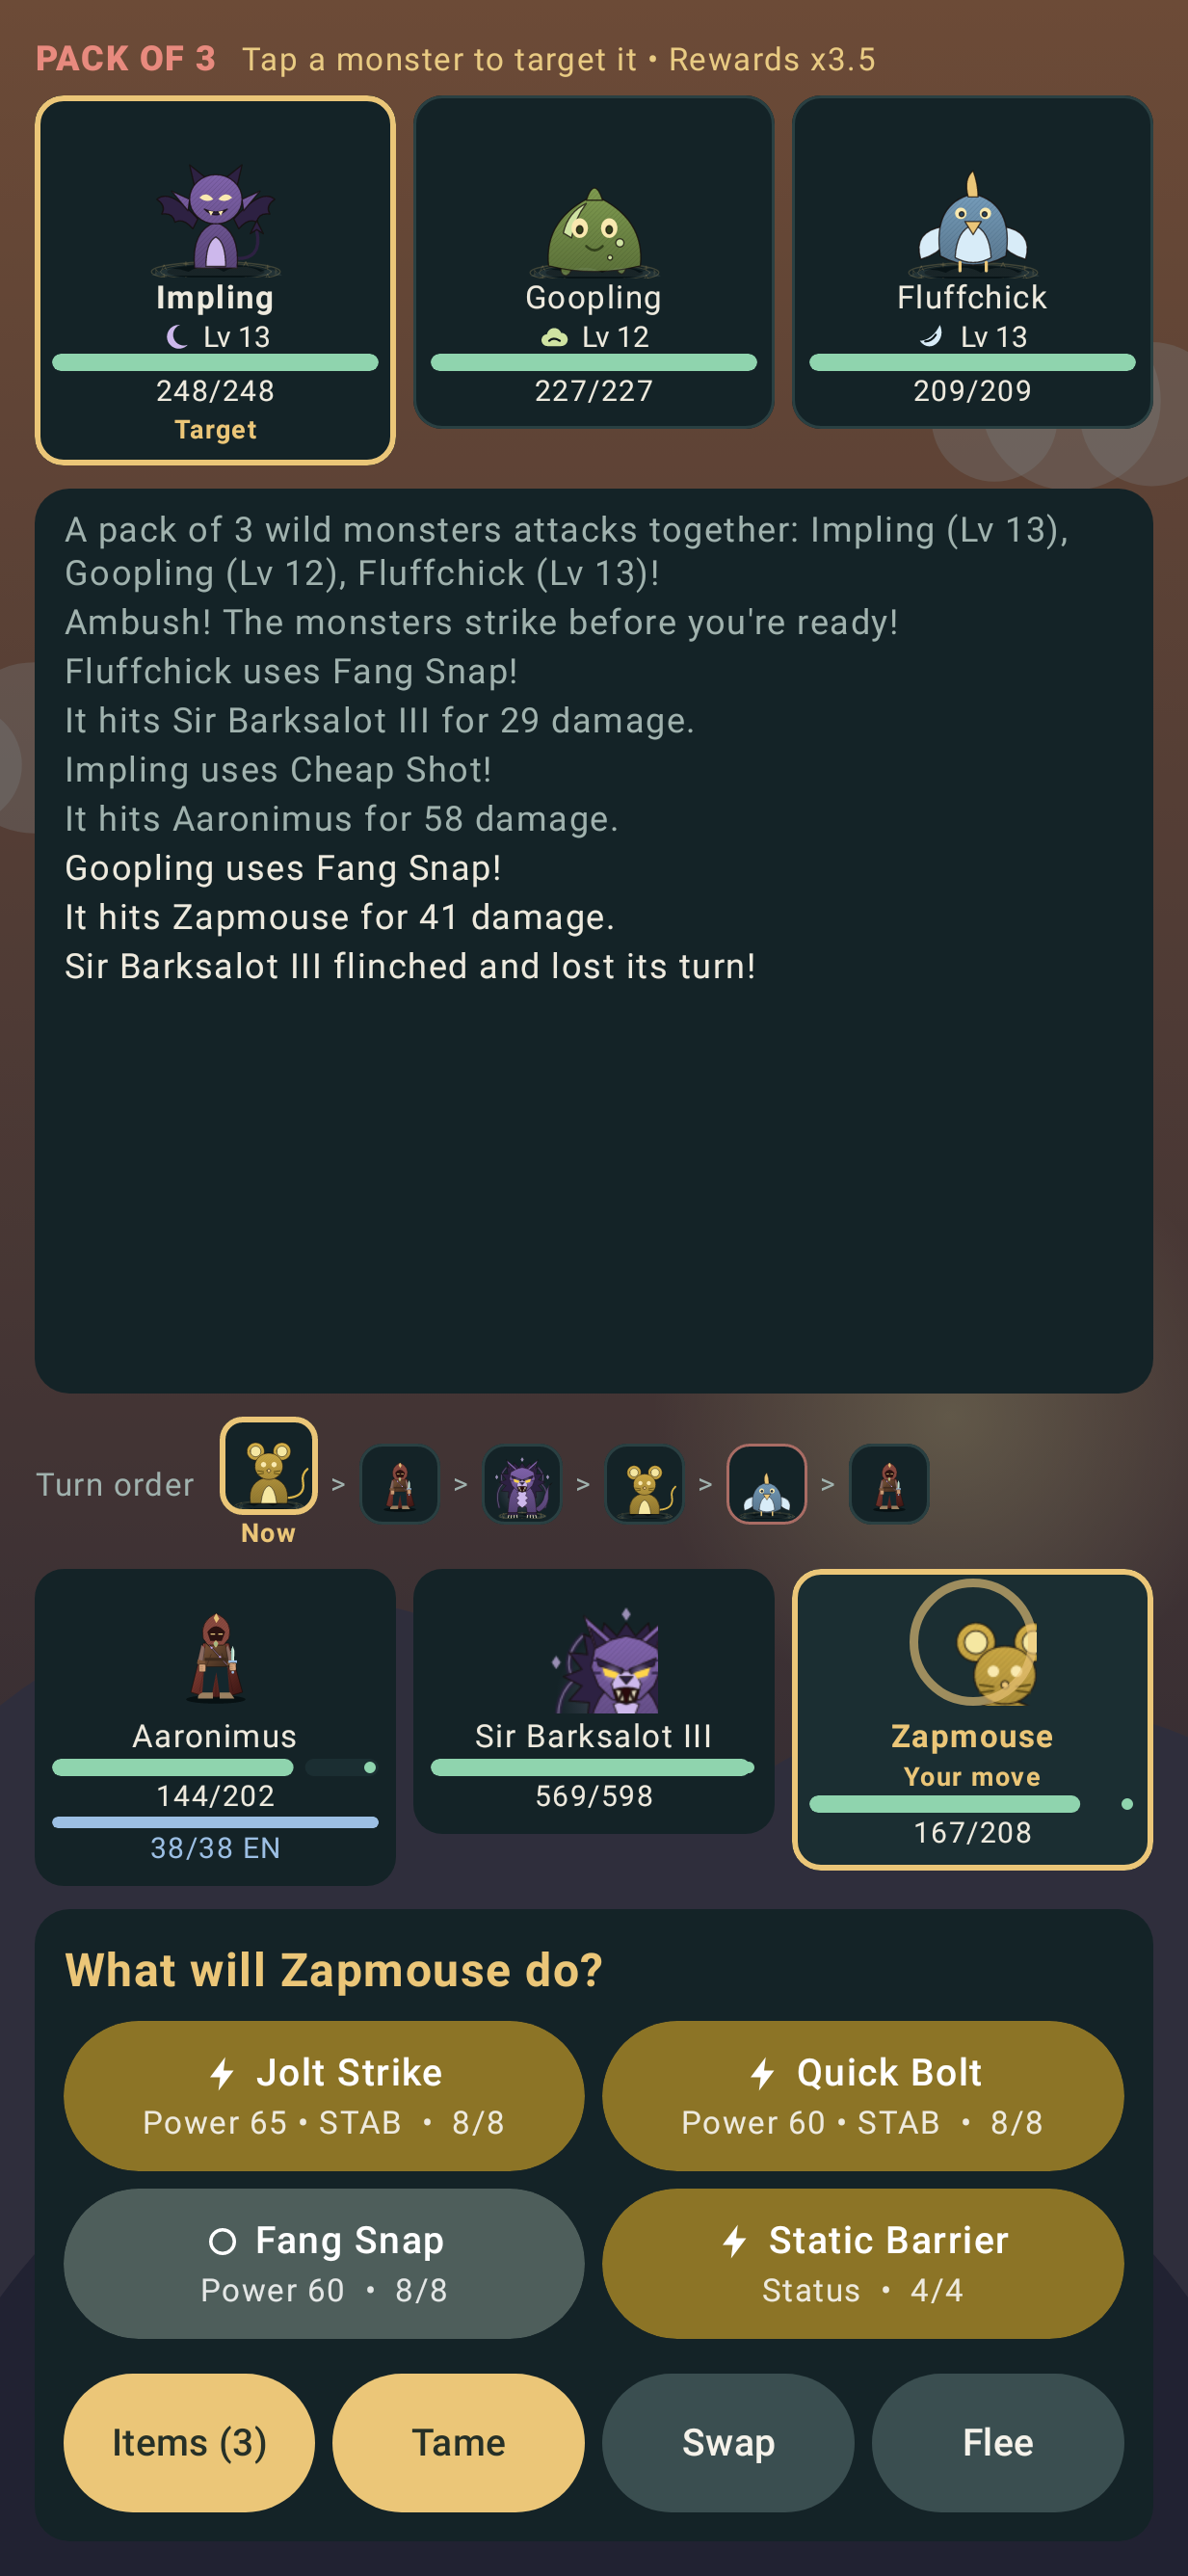 PACK OF 3 Tap a monster to target it • Rewards x3.5
Impling
Lv 13
248/248
Target
Goopling
Lv 12
227/227
Fluffchick
Lv 13
209/209
A pack of 3 wild monsters attacks together: Impling (Lv 13),
Goopling (Lv 12), Fluffchick (Lv 13)!
Ambush! The monsters strike before you're ready!
Fluffchick uses Fang Snap!
It hits Sir Barksalot III for 29 damage.
Impling uses Cheap Shot!
It hits Aaronimus for 58 damage.
Goopling uses Fang Snap!
It hits Zapmouse for 41 damage.
Sir Barksalot III flinched and lost its turn!
Turn order > > > > >
Now
Aaronimus
144/202
38/38 EN
Sir Barksalot III
569/598
Zapmouse
Your move
167/208
What will Zapmouse do?
Jolt Strike
Power 65 • STAB • 8/8
Quick Bolt
Power 60 • STAB • 8/8
Fang Snap
Power 60 • 8/8
Static Barrier
Status • 4/4
Items (3)
Tame
Swap
Flee